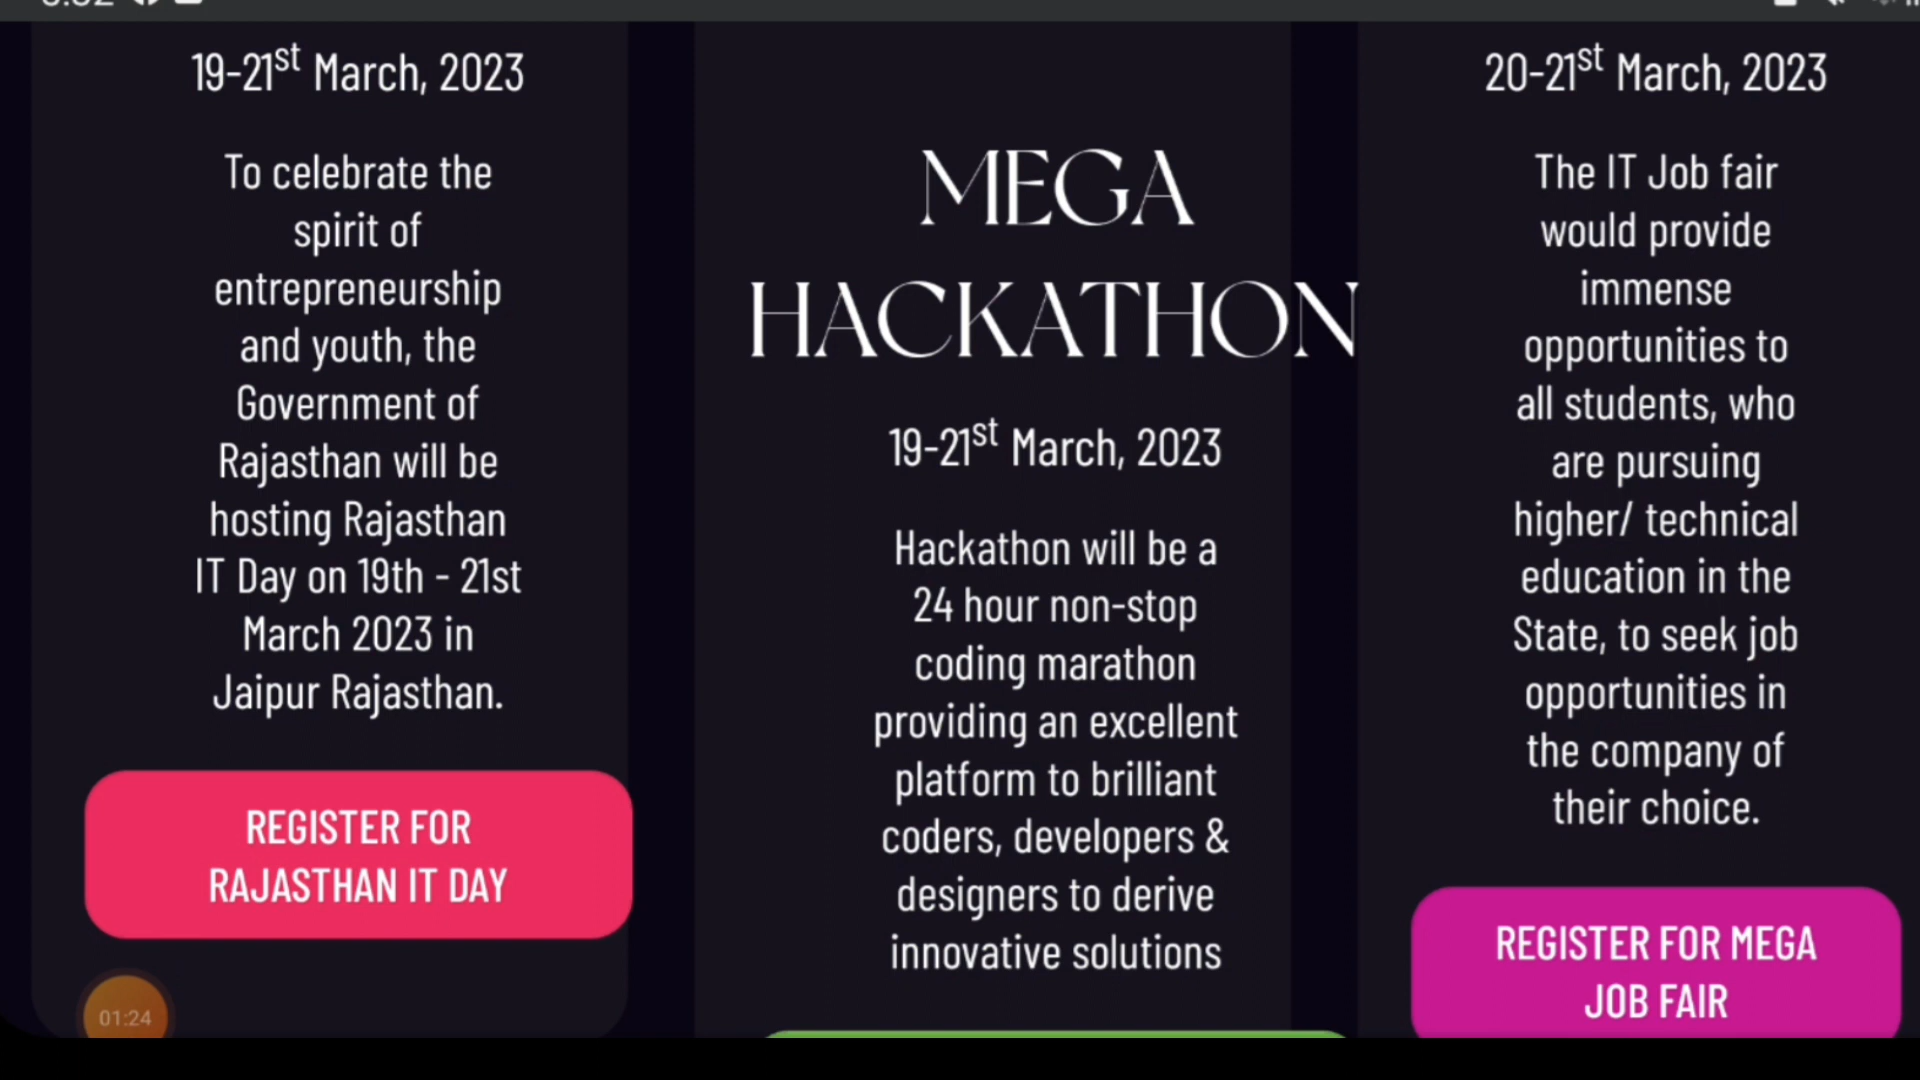 19-21st March, 2023
To celebrate the
spirit of
entrepreneurship
and youth, the
Government of
Rajasthan will be
hosting Rajasthan
IT Day on 19th - 21st
March 2023 in
Jaipur Rajasthan.
REGISTER FOR
RAJASTHAN IT DAY
01:24
MEGA
HACKATHON
19-21st March, 2023
Hackathon will be a
24 hour non-stop
coding marathon
providing an excellent
platform to brilliant
coders, developers &
designers to derive
innovative solutions
20-21st March, 2023
The IT Job fair
would provide
immense
opportunities to
all students, who
are pursuing
higher/ technical
education in the
State, to seek job
opportunities in
the company of
their choice.
REGISTER FOR MEGA
JOB FAIR